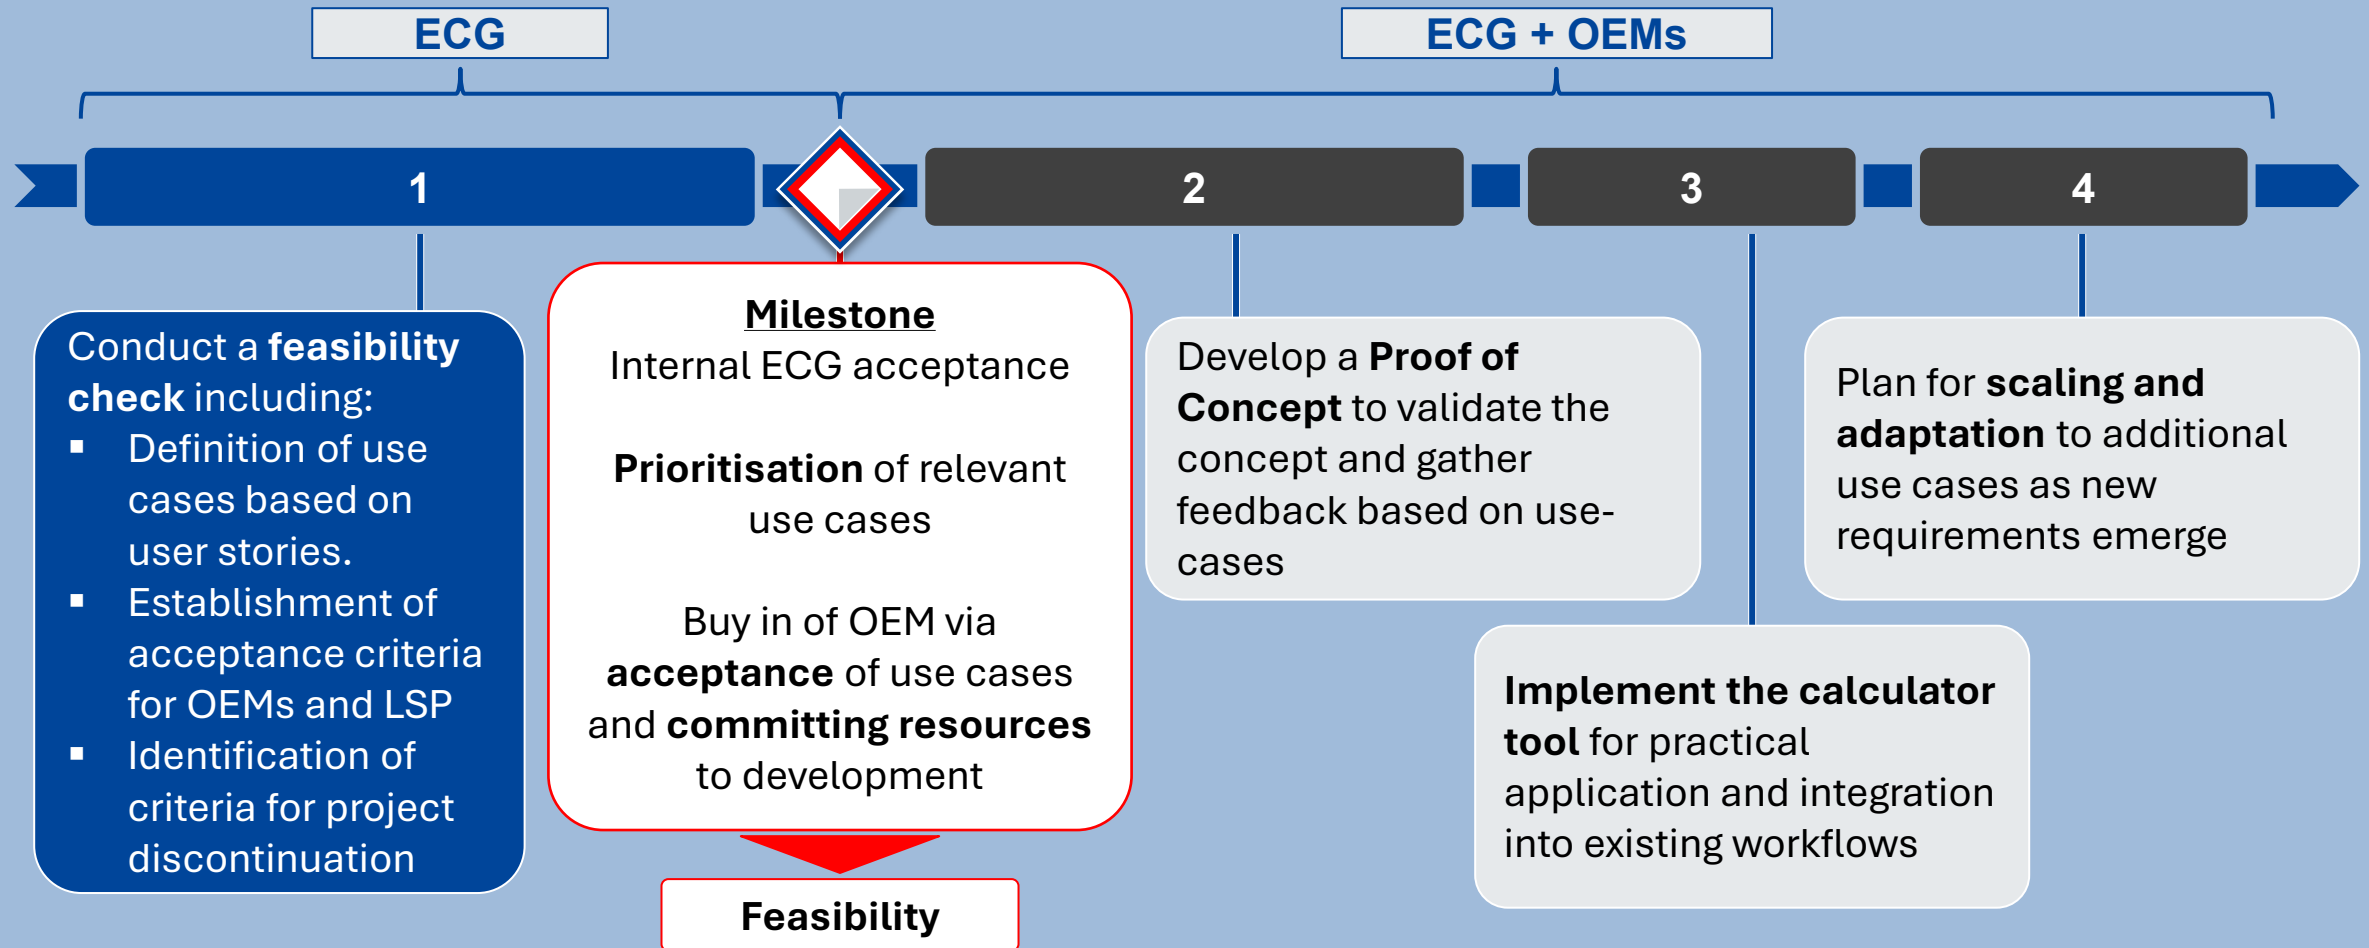 ECG
ECG + OEMs
1
2
3
4
Conduct a feasibility
check including:
▪ Definition of use
cases based on
user stories.
▪ Establishment of
acceptance criteria
for OEMs and LSP
▪ Identification of
criteria for project
discontinuation
Milestone
Internal ECG acceptance
Prioritisation of relevant
use cases
Buy in of OEM via
acceptance of use cases
and committing resources
to development
Feasibility
Develop a Proof of
Concept to validate the
concept and gather
feedback based on use-
cases
Implement the calculator
tool for practical
application and integration
into existing workflows
Plan for scaling and
adaptation to additional
use cases as new
requirements emerge